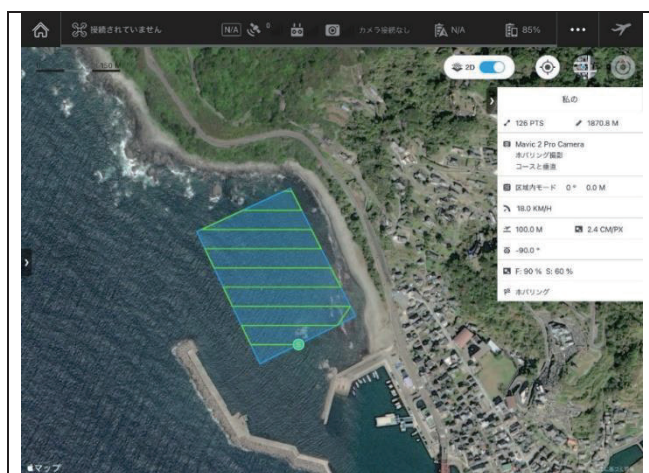 接続されていません
N/A
0
カメラ接続なし
N/A
85%
150 M
2D
私の
126 PTS 1870.8 M
Mavic 2 Pro Camera
ホバリング撮影
コースと垂直
区域内モード 0° 0.0 M
18.0 KM/H
100.0 M 2.4 CM/PX
-90.0 °
F: 90 % S: 60 %
ホバリング
S
マップ